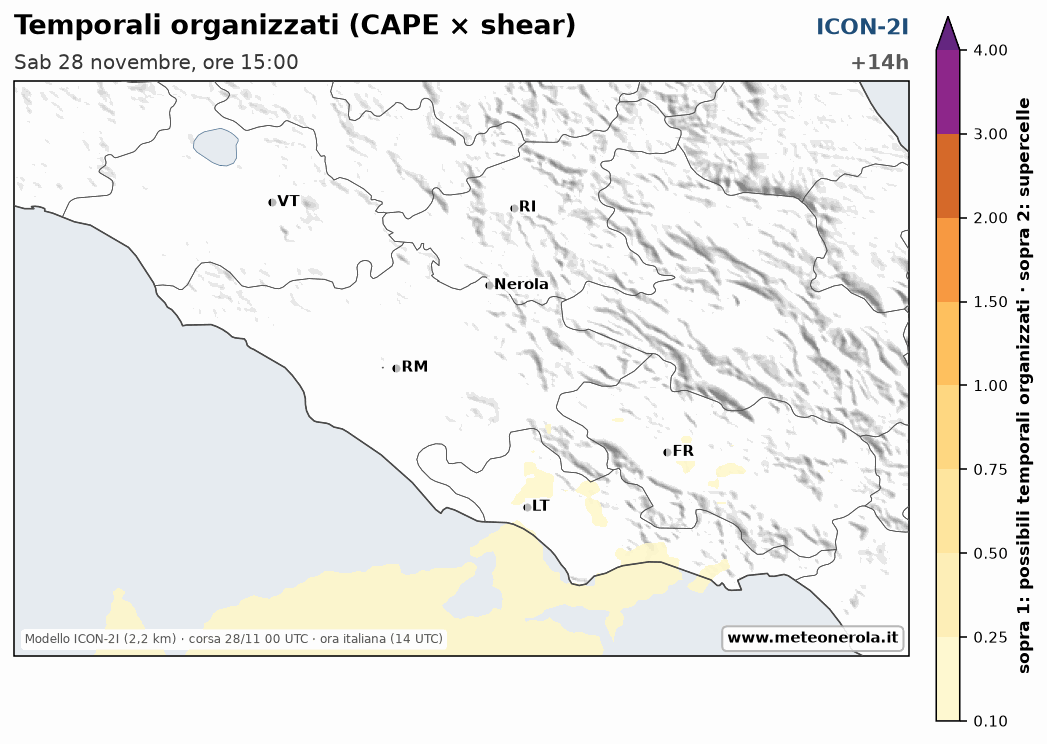 Temporali organizzati (CAPE × shear)
ICON-2I
Sab 28 novembre, ore 15:00
+14h
VT
RI
Nerola
RM
FR
LT
Modello ICON-2I (2,2 km) · corsa 28/11 00 UTC · ora italiana (14 UTC)
www.meteonerola.it
4.00
3.00
2.00
1.50
1.00
0.75
0.50
0.25
0.10
sopra 1: possibili temporali organizzati · sopra 2: supercelle